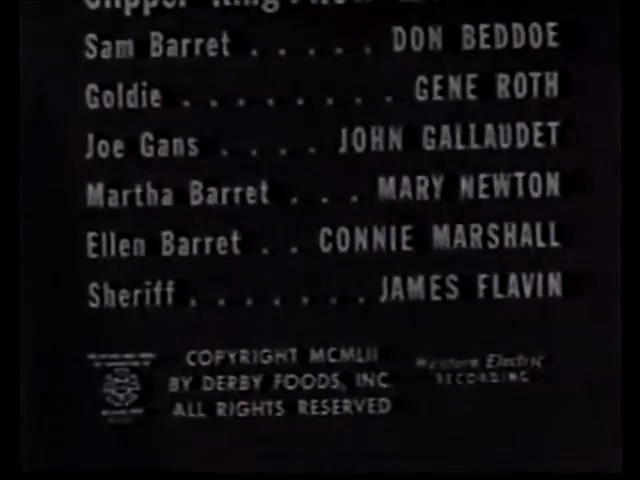 Sam Barret . . . . . DON BEDDOE
Goldie . . . . . . . . GENE ROTH
Joe Gans . . . . JOHN GALLAUDET
Martha Barret . . . MARY NEWTON
Ellen Barret . . CONNIE MARSHALL
Sheriff . . . . . . . JAMES FLAVIN
COPYRIGHT MCMLII
BY DERBY FOODS, INC.
ALL RIGHTS RESERVED
Western Electric
RECORDING